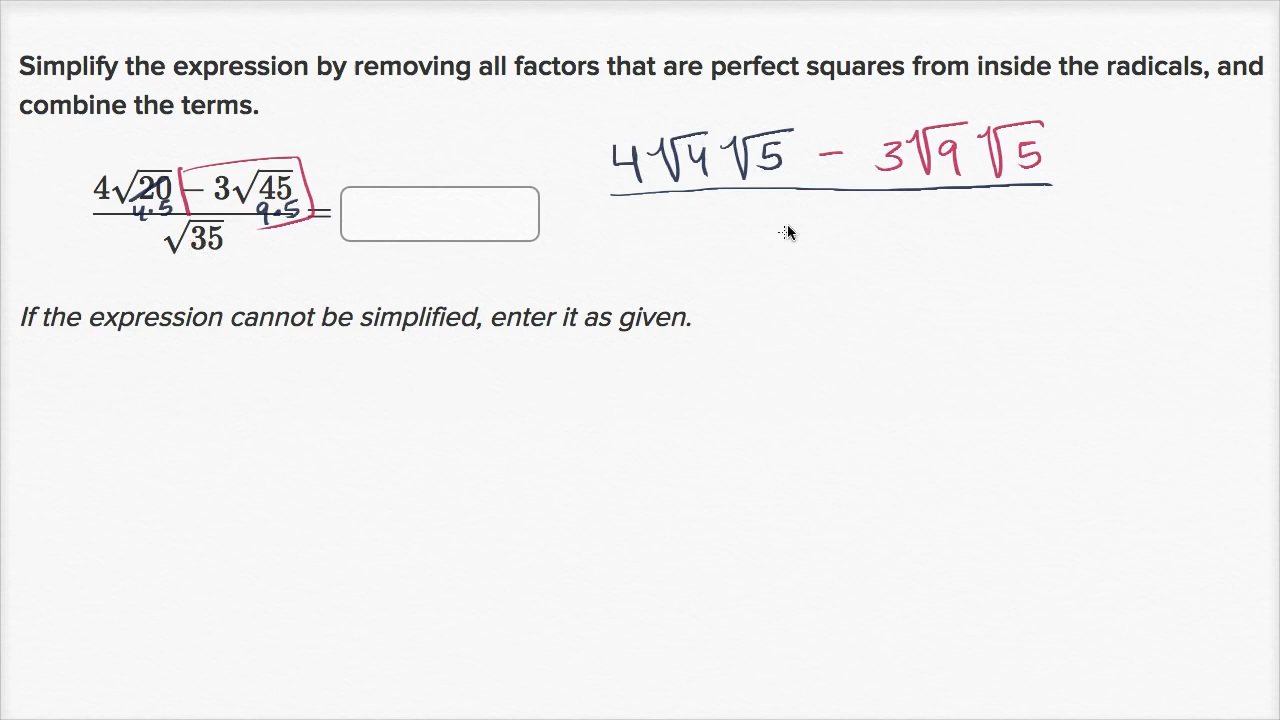 Simplify the expression by removing all factors that are perfect squares from inside the radicals, and
combine the terms.
4√4 √5 - 3√9 √5
4√20 - 3√45
4·5 9·5
=
√35
If the expression cannot be simplified, enter it as given.